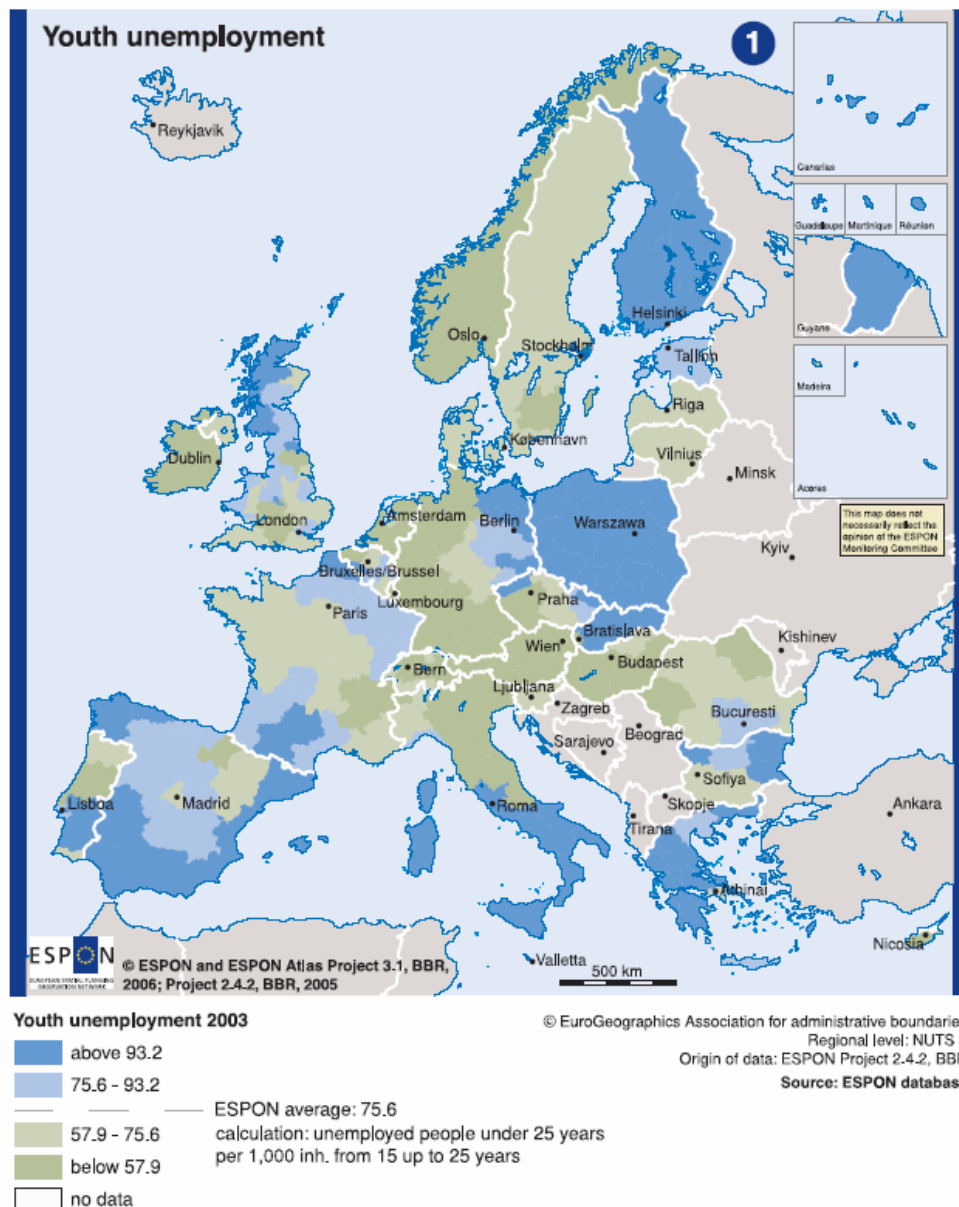 Youth unemployment
1
Reykjavik
Canarias
Guadaloupe Martinique Réunion
Guyane
Madeira
Acores
This map does not
necessarily reflect the
opinion of the ESPON
Monitoring Committee
Helsinki
Oslo
Stockholm
Tallinn
Riga
København
Vilnius
Minsk
Dublin
London
Amsterdam
Berlin
Warszawa
Kyiv
Bruxelles/Brussel
Luxembourg
Praha
Paris
Kishinev
Bratislava
Wien
Budapest
Bern
Ljubljana
Zagreb
Bucuresti
Beograd
Sarajevo
Sofiya
Lisboa
Madrid
Roma
Skopje
Ankara
Tirana
Athinai
Nicosia
Valletta
500 km
ESPON
EUROPEAN SPATIAL PLANNING
OBSERVATION NETWORK
© ESPON and ESPON Atlas Project 3.1, BBR,
2006; Project 2.4.2, BBR, 2005
Youth unemployment 2003
above 93.2
75.6 - 93.2
ESPON average: 75.6
57.9 - 75.6
calculation: unemployed people under 25 years
per 1,000 inh. from 15 up to 25 years
below 57.9
no data
© EuroGeographics Association for administrative boundarie
Regional level: NUTS
Origin of data: ESPON Project 2.4.2, BB
Source: ESPON databas